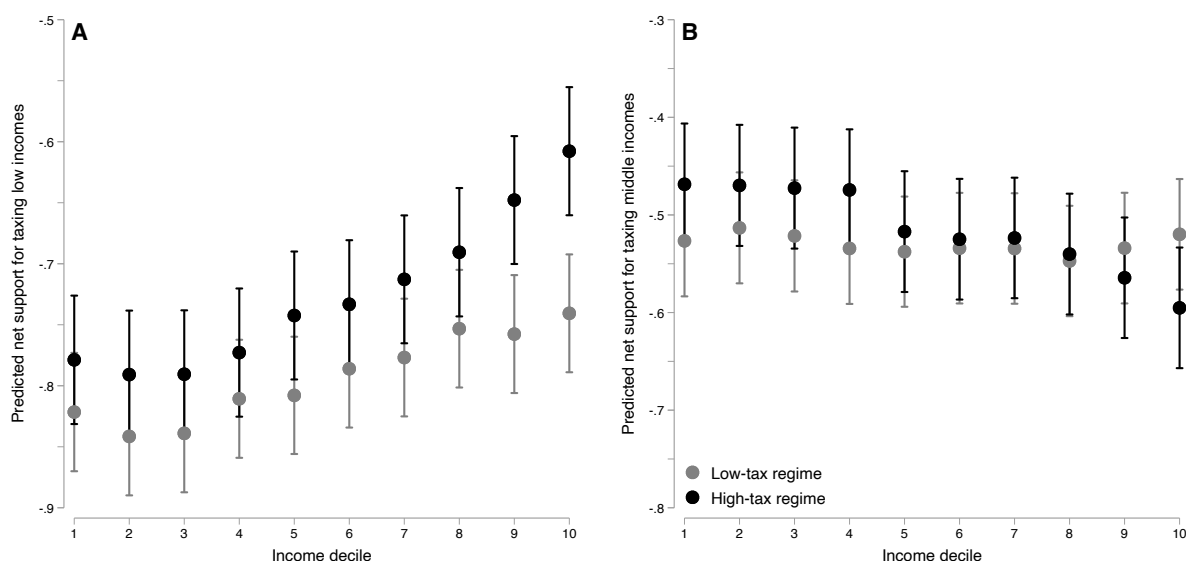 A
Predicted net support for taxing low incomes
-.5
-.6
-.7
-.8
-.9
1 2 3 4 5 6 7 8 9 10
Income decile
B
Predicted net support for taxing middle incomes
-.3
-.4
-.5
-.6
-.7
-.8
Low-tax regime
High-tax regime
1 2 3 4 5 6 7 8 9 10
Income decile